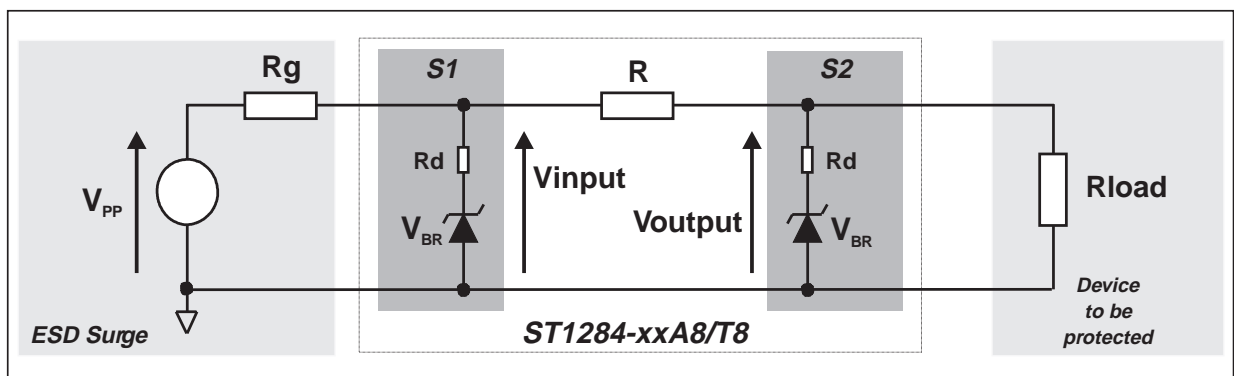 S1
R
S2
Rg
Rd
Rd
Vinput
Rload
VPP
Voutput
VBR
VBR
Device
to be
protected
ESD Surge
ST1284-xxA8/T8